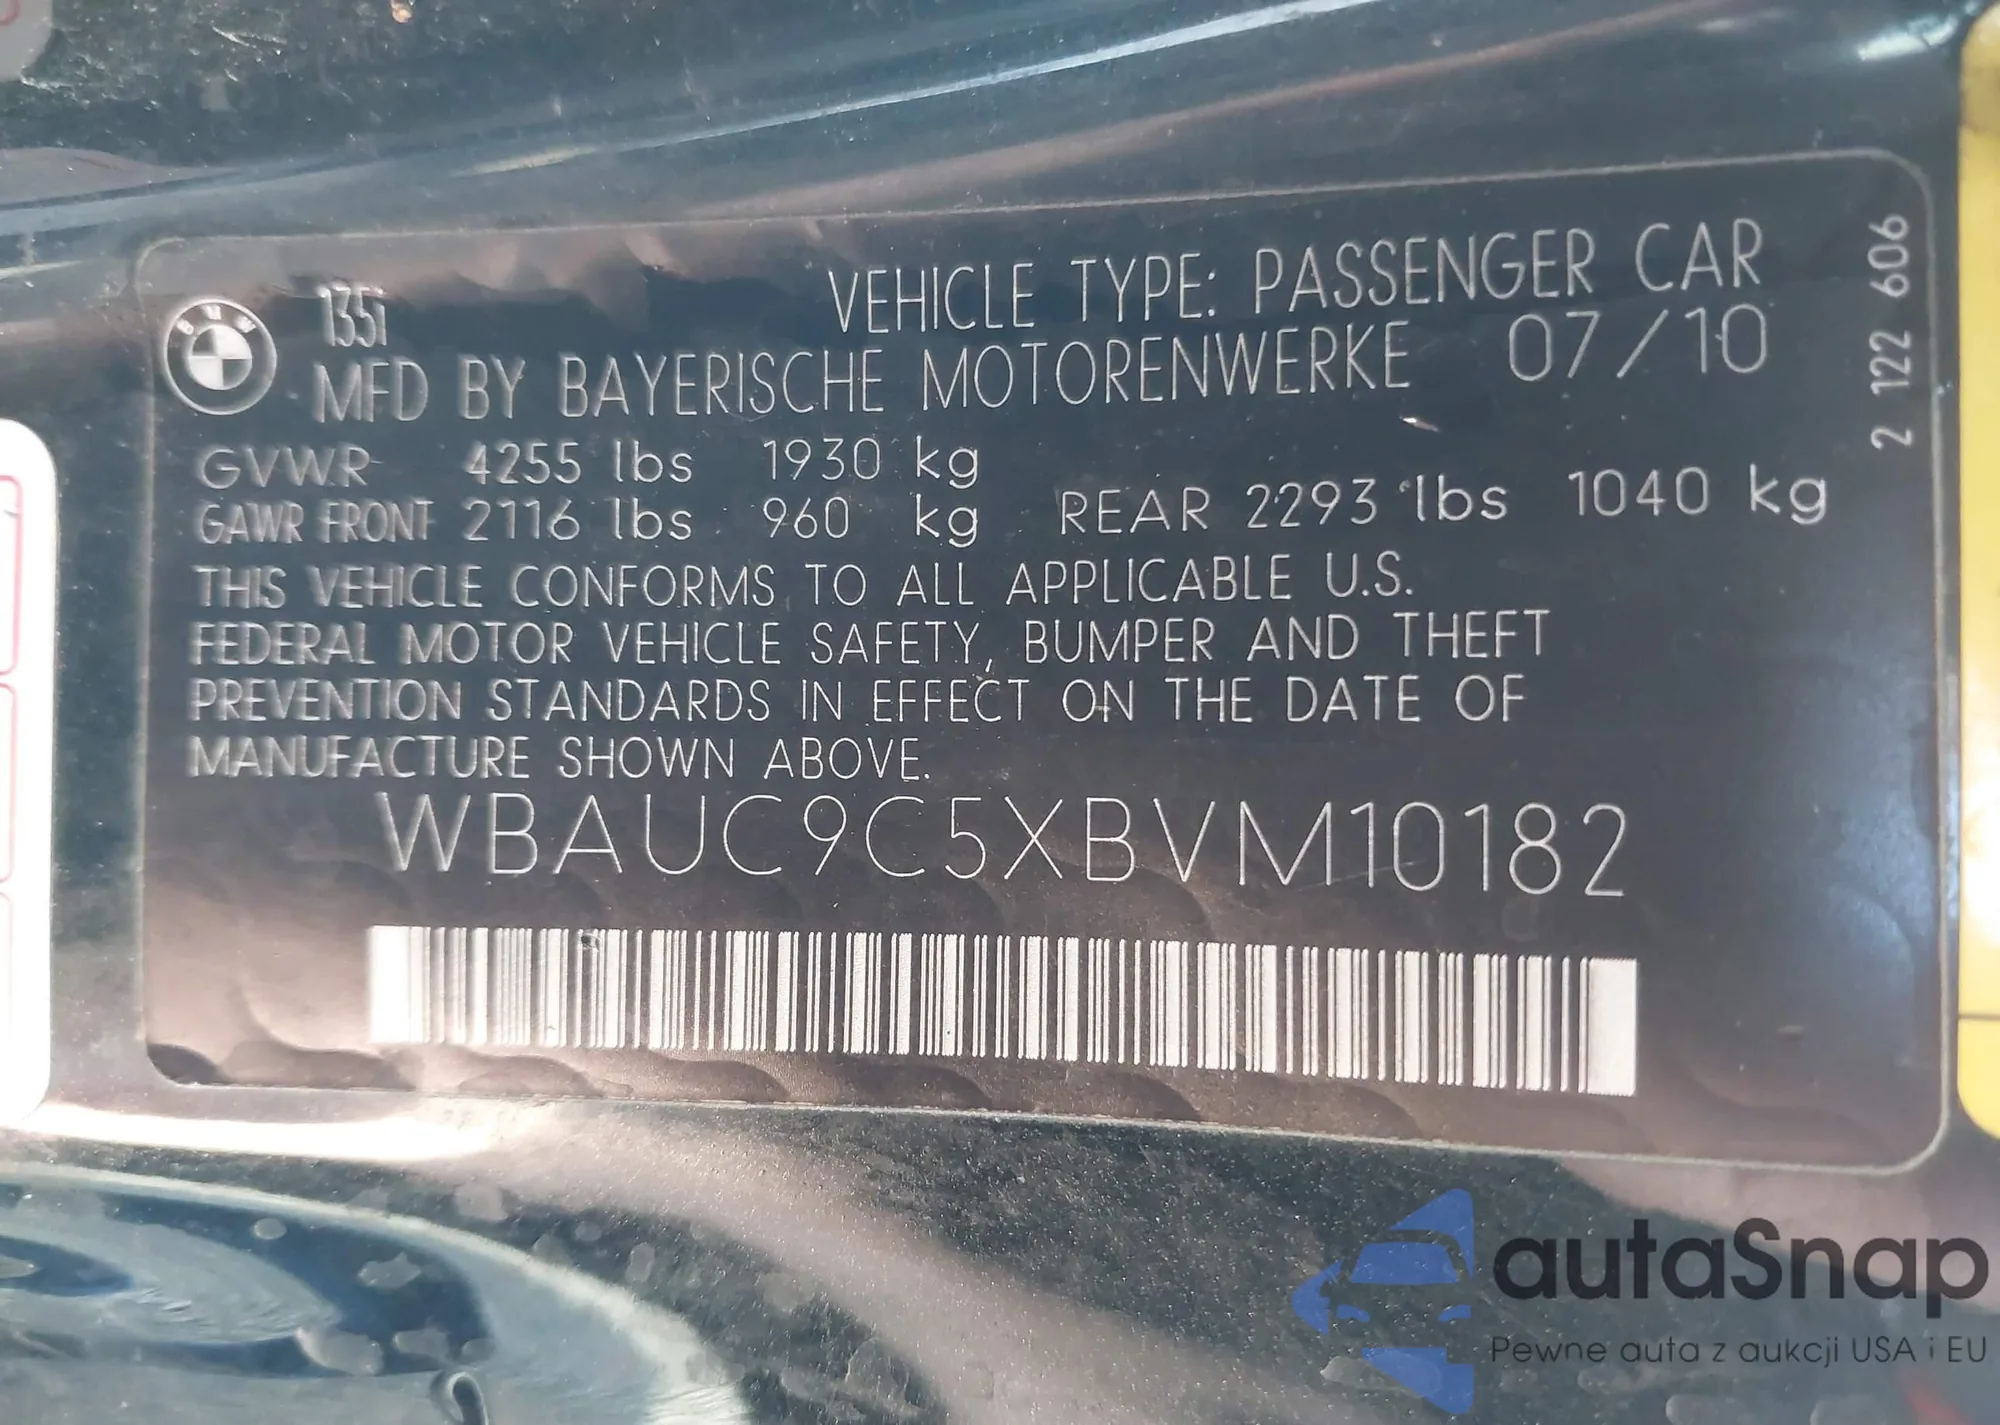 BMW
135i
VEHICLE TYPE: PASSENGER CAR
MFD BY BAYERISCHE MOTORENWERKE 07/10
GVWR 4255 lbs 1930 kg
GAWR FRONT 2116 lbs 960 kg REAR 2293 lbs 1040 kg
THIS VEHICLE CONFORMS TO ALL APPLICABLE U.S.
FEDERAL MOTOR VEHICLE SAFETY, BUMPER AND THEFT
PREVENTION STANDARDS IN EFFECT ON THE DATE OF
MANUFACTURE SHOWN ABOVE.
WBAUC9C5XBVM10182
2 122 606
autaSnap
Pewne auta z aukcji USA i EU